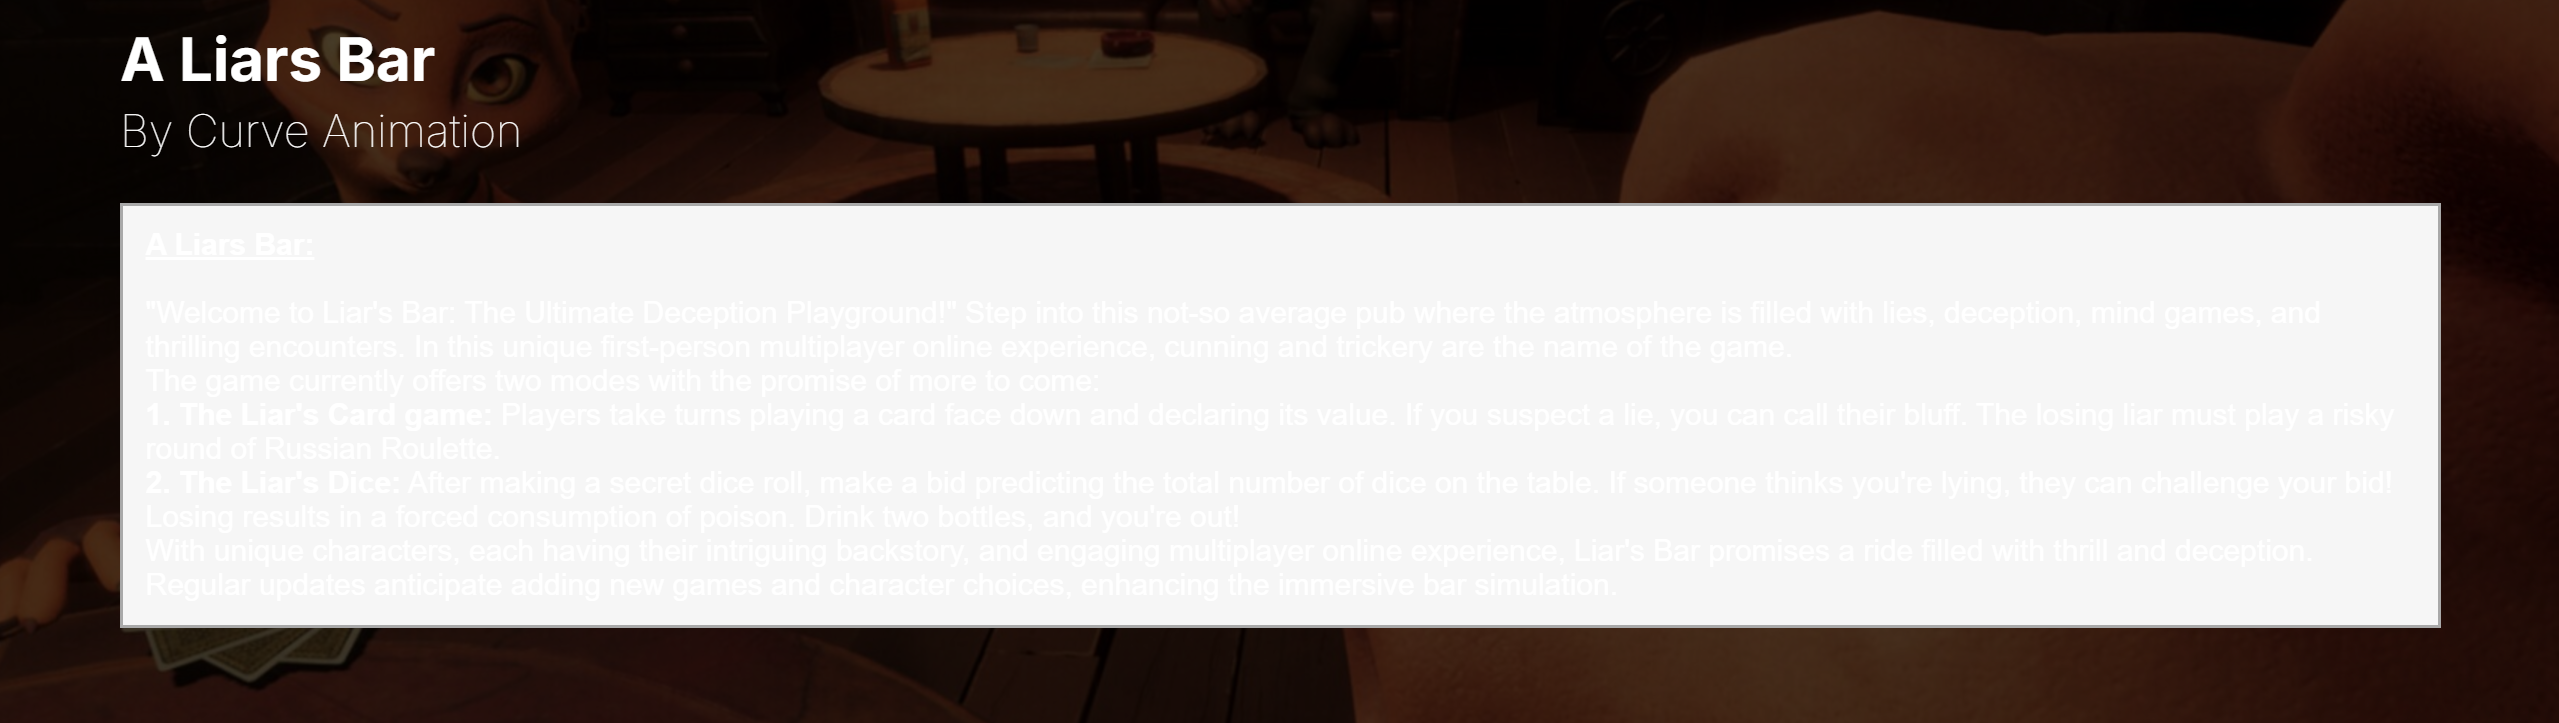 A Liars Bar
By Curve Animation
A Liars Bar:
"Welcome to Liar's Bar: The Ultimate Deception Playground!" Step into this not-so average pub where the atmosphere is filled with lies, deception, mind games, and
thrilling encounters. In this unique first-person multiplayer online experience, cunning and trickery are the name of the game.
The game currently offers two modes with the promise of more to come:
1. The Liar's Card game: Players take turns playing a card face down and declaring its value. If you suspect a lie, you can call their bluff. The losing liar must play a risky
round of Russian Roulette.
2. The Liar's Dice: After making a secret dice roll, make a bid predicting the total number of dice on the table. If someone thinks you're lying, they can challenge your bid!
Losing results in a forced consumption of poison. Drink two bottles, and you're out!
With unique characters, each having their intriguing backstory, and engaging multiplayer online experience, Liar's Bar promises a ride filled with thrill and deception.
Regular updates anticipate adding new games and character choices, enhancing the immersive bar simulation.